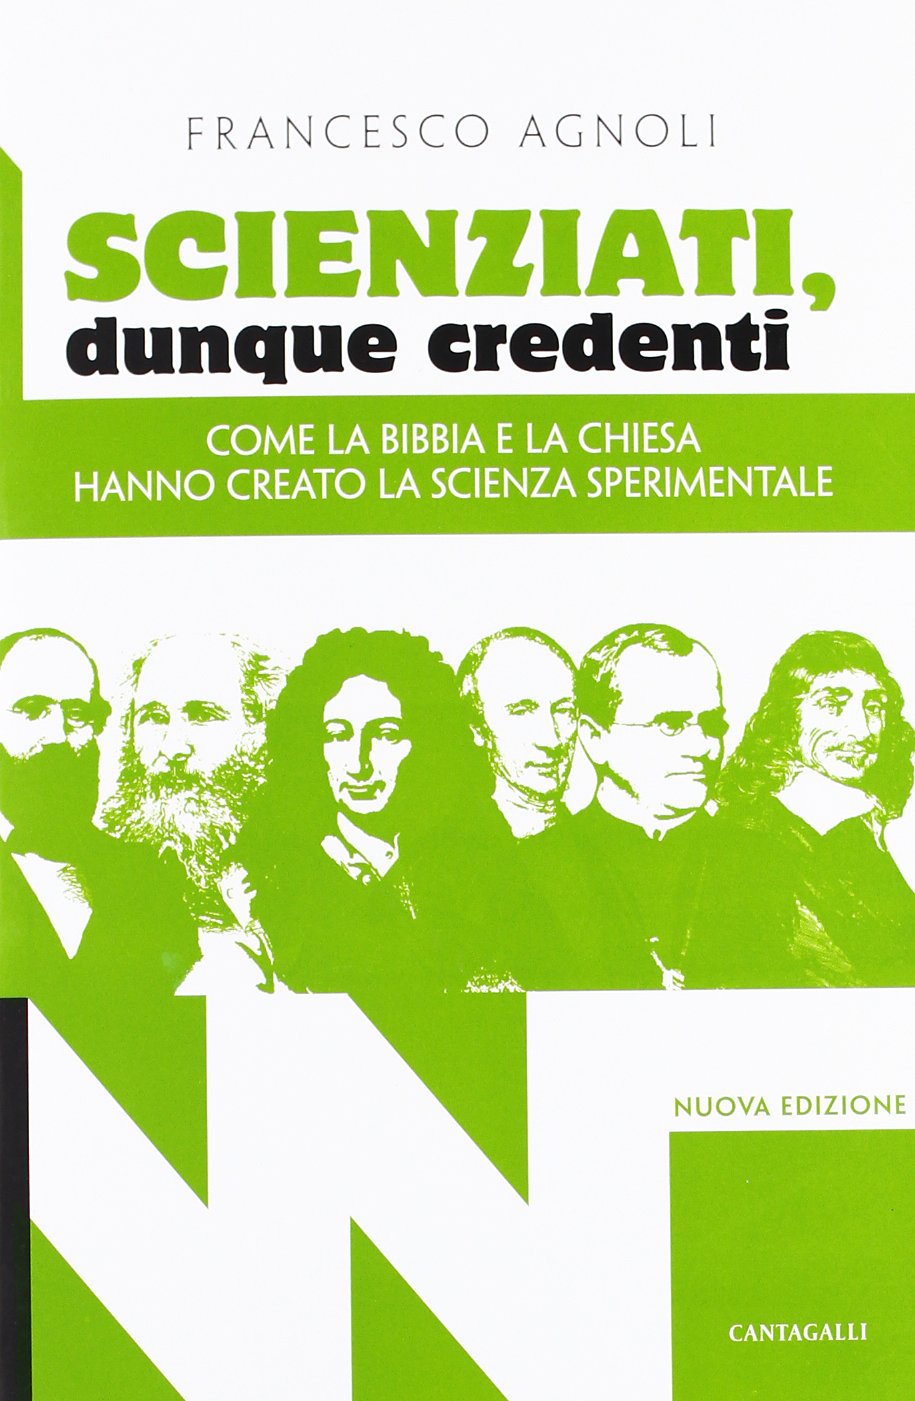 FRANCESCO AGNOLI
SCIENZIATI,
dunque credenti
COME LA BIBBIA E LA CHIESA
HANNO CREATO LA SCIENZA SPERIMENTALE
NUOVA EDIZIONE
CANTAGALLI